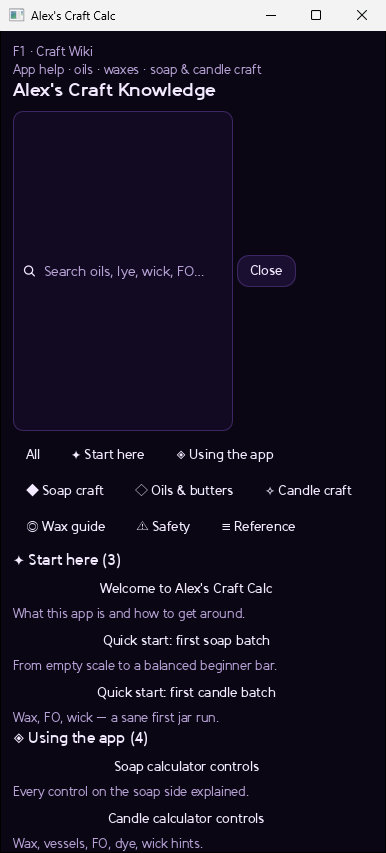 Alex's Craft Calc
F1 · Craft Wiki
App help · oils · waxes · soap & candle craft
Alex's Craft Knowledge
Search oils, lye, wick, FO...
Close
All
✦ Start here
◈ Using the app
◆ Soap craft
◇ Oils & butters
✧ Candle craft
◎ Wax guide
⚠ Safety
≡ Reference
✦ Start here (3)
Welcome to Alex's Craft Calc
What this app is and how to get around.
Quick start: first soap batch
From empty scale to a balanced beginner bar.
Quick start: first candle batch
Wax, FO, wick — a sane first jar run.
◈ Using the app (4)
Soap calculator controls
Every control on the soap side explained.
Candle calculator controls
Wax, vessels, FO, dye, wick hints.